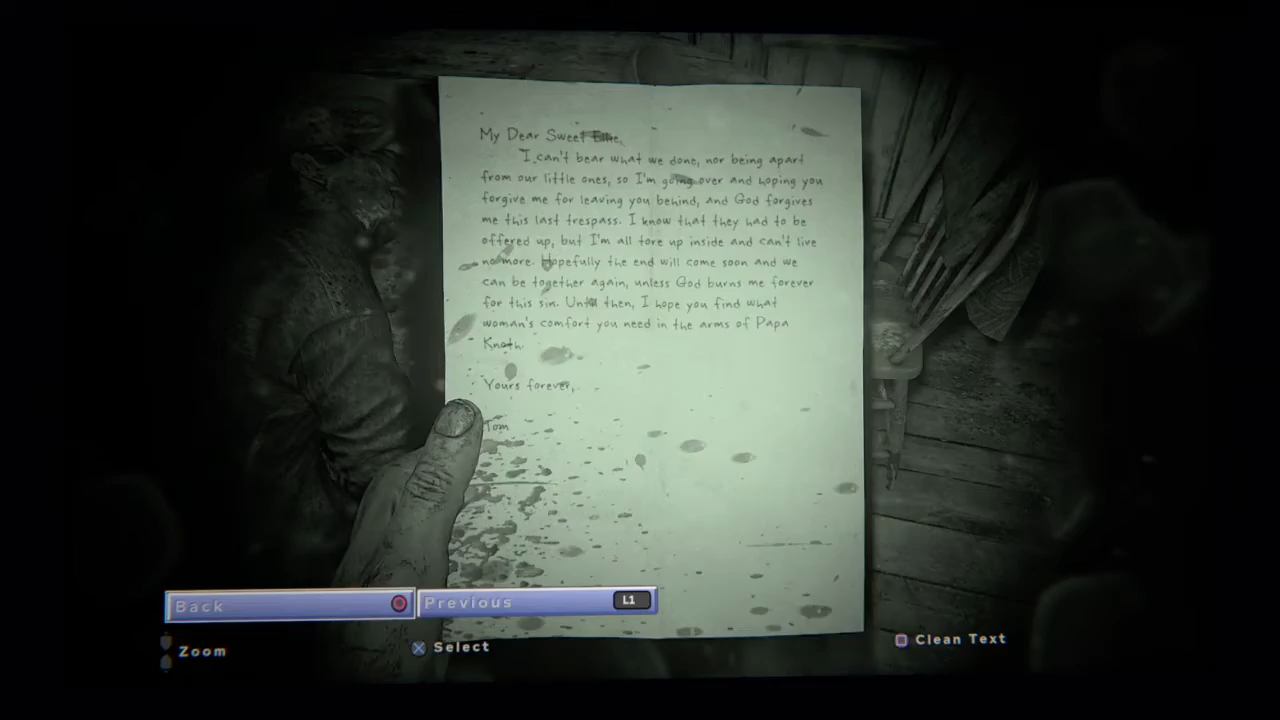 My Dear Sweet Ettie,
I can't bear what we done, nor being apart
from our little ones, so I'm going over and hoping you
forgive me for leaving you behind, and God forgives
me this last trespass. I know that they had to be
offered up, but I'm all tore up inside and can't live
no more. Hopefully the end will come soon and we
can be together again, unless God burns me forever
for this sin. Until then, I hope you find what
woman's comfort you need in the arms of Papa
Knoth.
Yours forever,
Tom
Back
Previous
L1
Zoom
Select
Clean Text